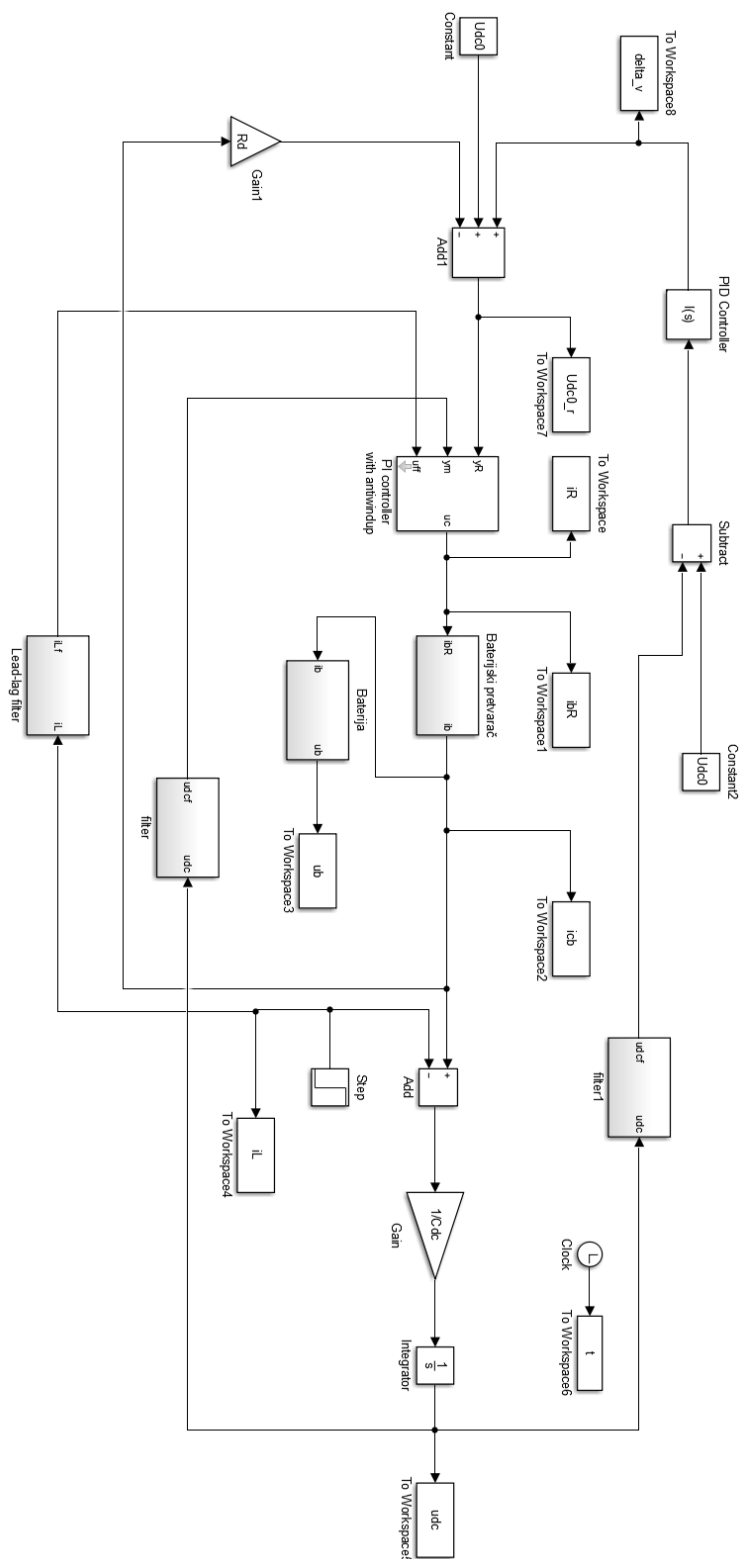 delta_v
To Workspace8
I(s)
PID Controller
+
−
Subtract
Udc0
Constant2
udcf
udc
filter1
Clock
t
To Workspace6
Udc0
Constant
+
+
−
Add1
Udc0_r
To Workspace7
To Workspace
iR
yR
ym
uff
uc
PI controller
with antiwindup
ibR
To Workspace1
Baterijski pretvarač
ibR
ib
icb
To Workspace2
+
−
Add
1/Cdc
Gain
1
s
Integrator
udc
To Workspace5
Rd
Gain1
Baterija
ib
ub
ub
To Workspace3
Step
iL
To Workspace4
udcf
udc
filter
iLf
iL
Lead-lag filter